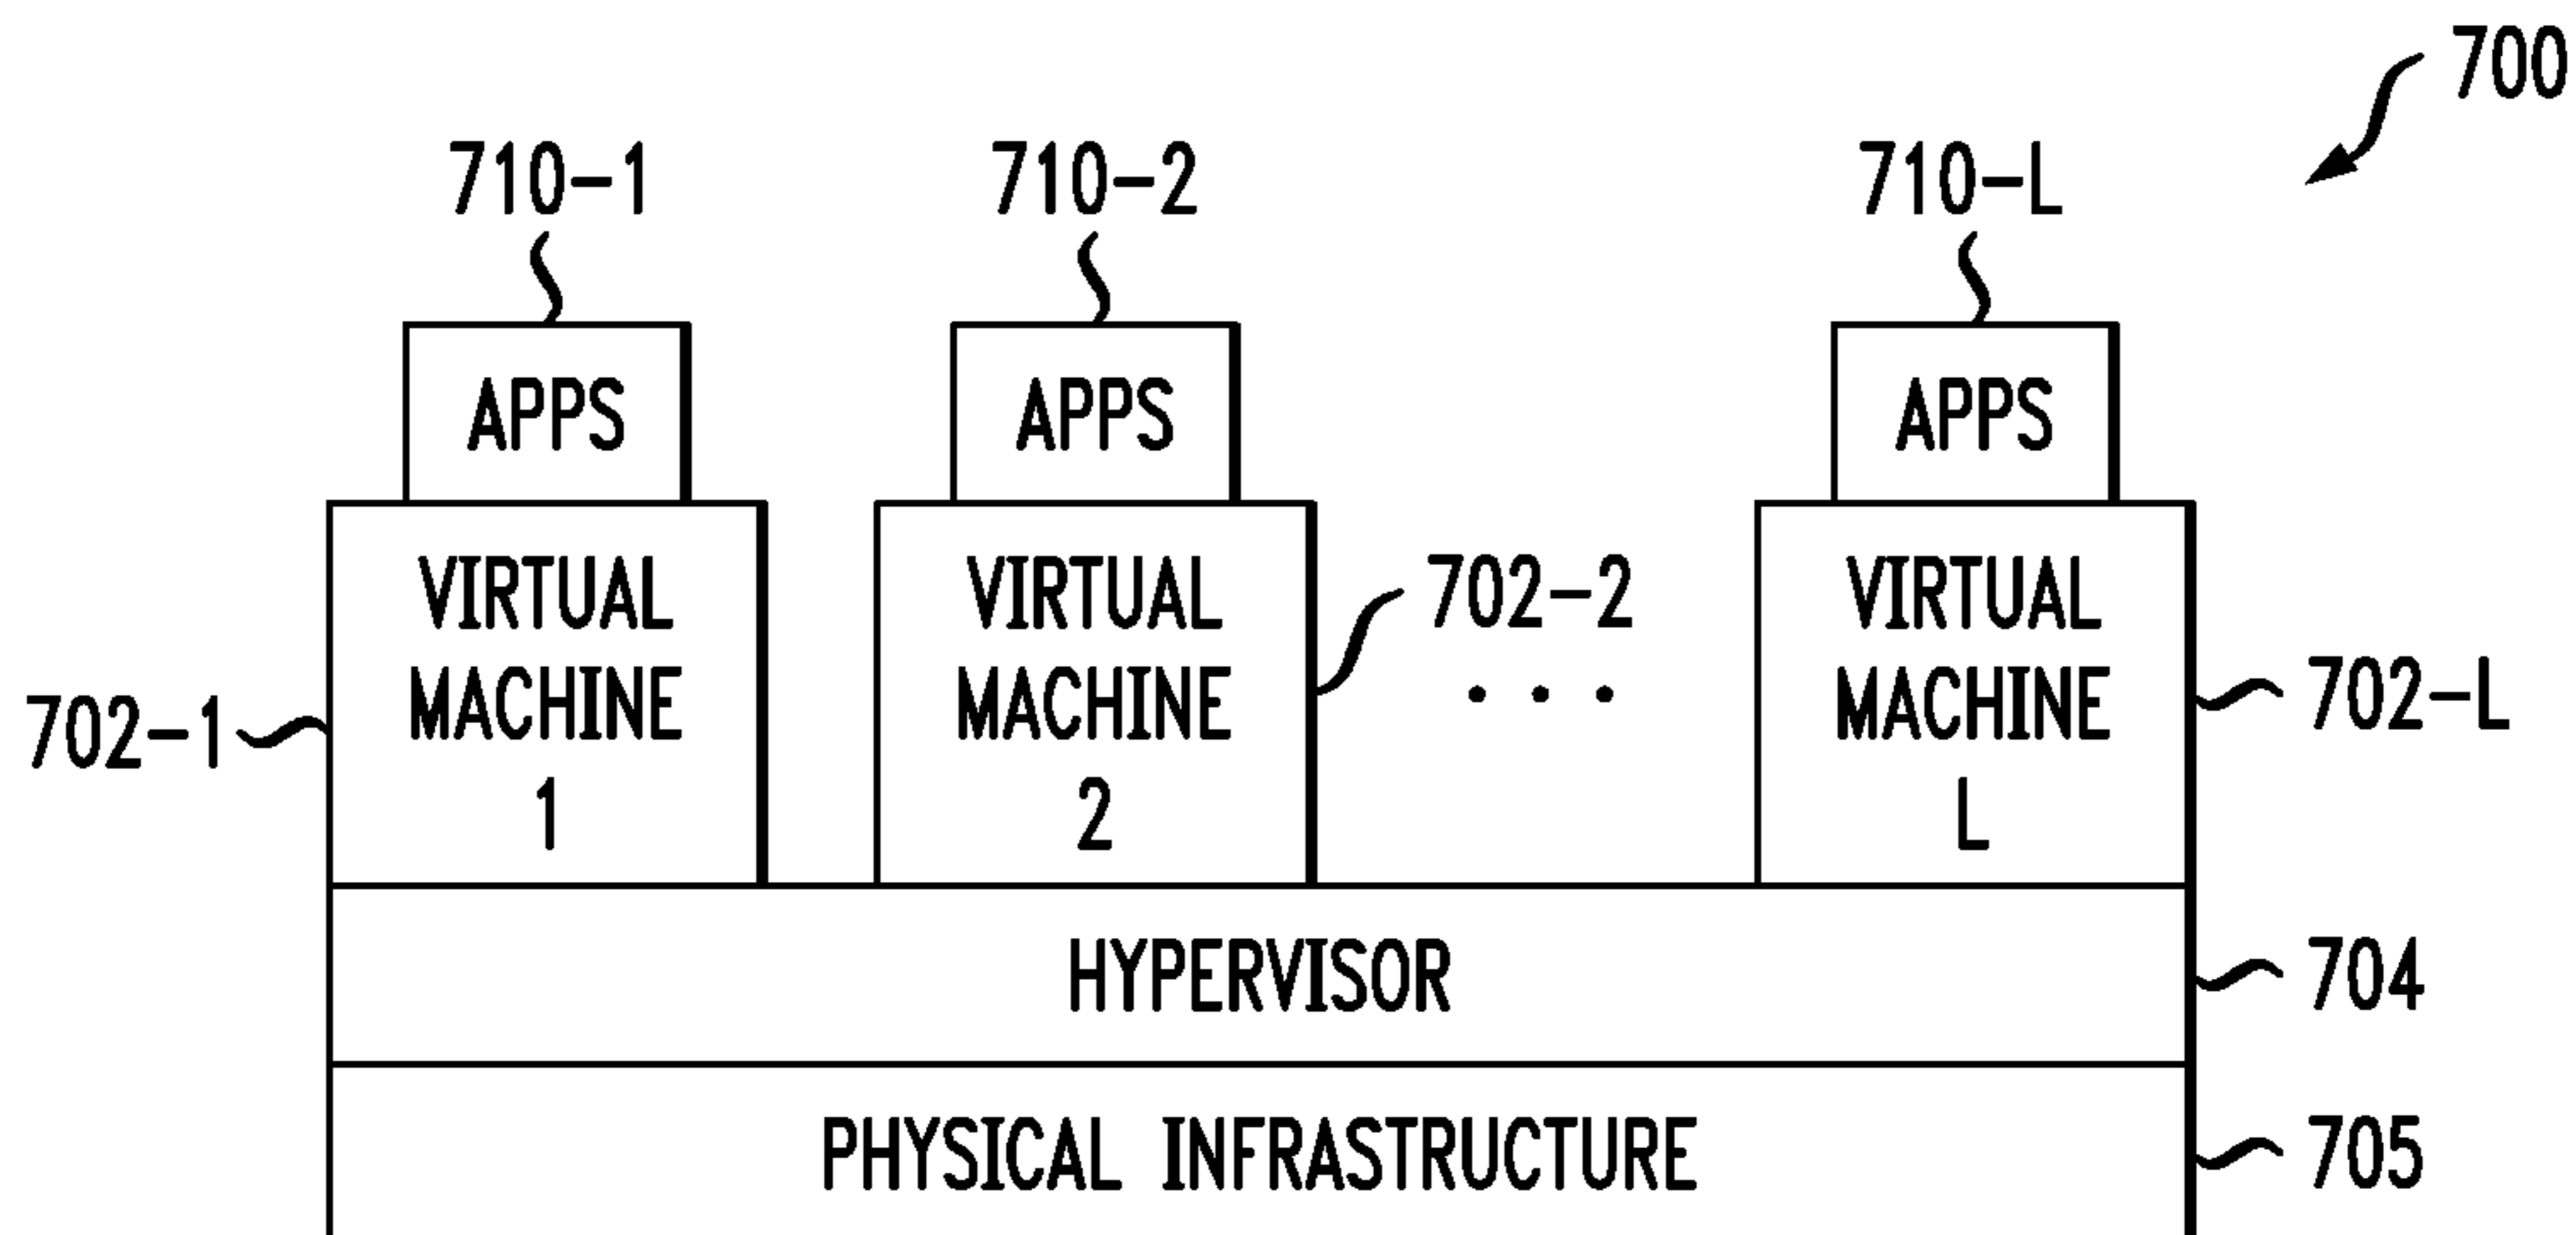 700
710-1
710-2
710-L
APPS
APPS
APPS
VIRTUAL
MACHINE
1
VIRTUAL
MACHINE
2
VIRTUAL
MACHINE
L
702-1
702-2
. . .
702-L
HYPERVISOR
704
PHYSICAL INFRASTRUCTURE
705